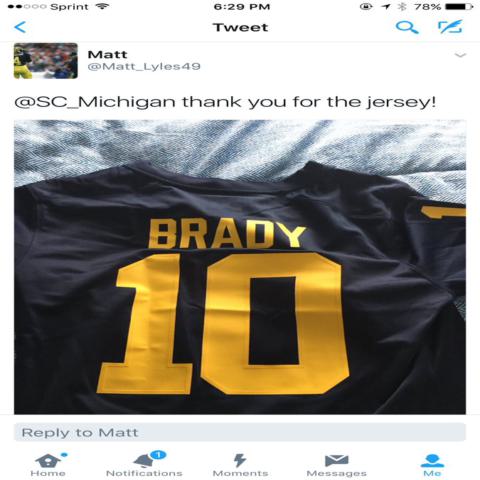 Sprint 6:29 PM 78%
Tweet
Matt
@Matt_Lyles49
@SC_Michigan thank you for the jersey!
BRADY
10
1
Reply to Matt
1
Home Notifications Moments Messages Me